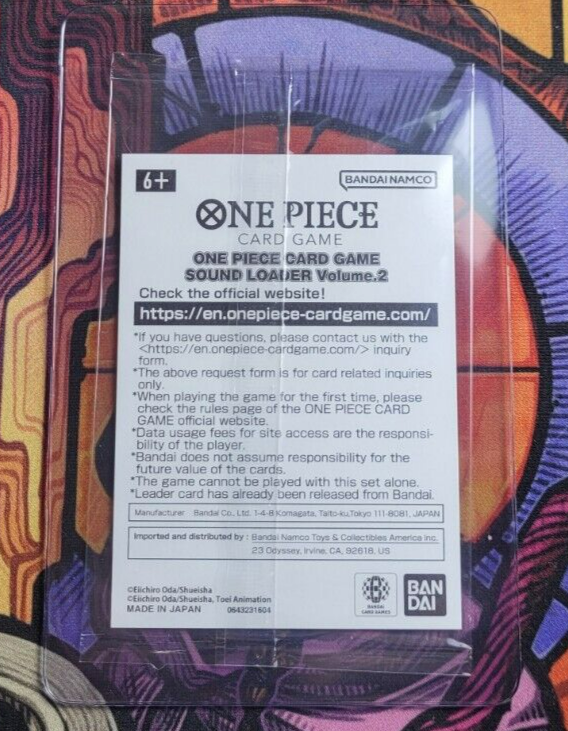 6+
BANDAI NAMCO
ONE PIECE
CARD GAME
ONE PIECE CARD GAME
SOUND LOADER Volume.2
Check the official website!
https://en.onepiece-cardgame.com/
*If you have questions, please contact us with the
<https://en.onepiece-cardgame.com/> inquiry
form.
*The above request form is for card related inquiries
only.
*When playing the game for the first time, please
check the rules page of the ONE PIECE CARD
GAME official website.
*Data usage fees for site access are the responsi-
bility of the player.
*Bandai does not assume responsibility for the
future value of the cards.
*The game cannot be played with this set alone.
*Leader card has already been released from Bandai.
Manufacturer Bandai Co., Ltd. 1-4-8 Komagata, Taito-ku,Tokyo 111-8081, JAPAN
Imported and distributed by : Bandai Namco Toys & Collectibles America Inc.
23 Odyssey, Irvine, CA, 92618, US
©Eiichiro Oda/Shueisha
©Eiichiro Oda/Shueisha, Toei Animation
MADE IN JAPAN 0643231604
BANDAI
CARD GAMES
BAN
DAI